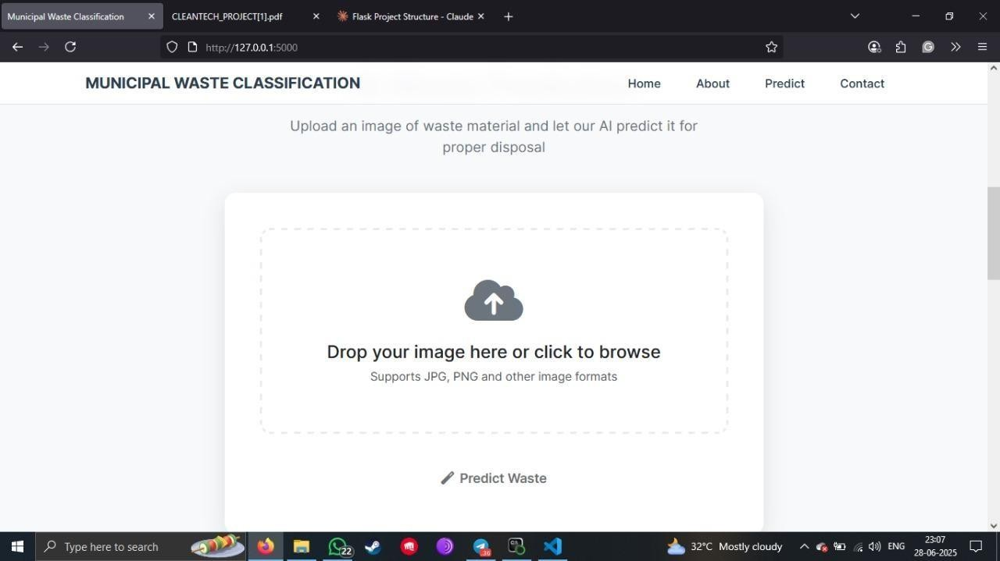 Municipal Waste Classification
CLEANTECH_PROJECT[1].pdf
Flask Project Structure - Claude
http://127.0.0.1:5000
MUNICIPAL WASTE CLASSIFICATION
Home
About
Predict
Contact
Upload an image of waste material and let our AI predict it for
proper disposal
Drop your image here or click to browse
Supports JPG, PNG and other image formats
Predict Waste
Type here to search
22
36
32°C Mostly cloudy
ENG
23:07
28-06-2025